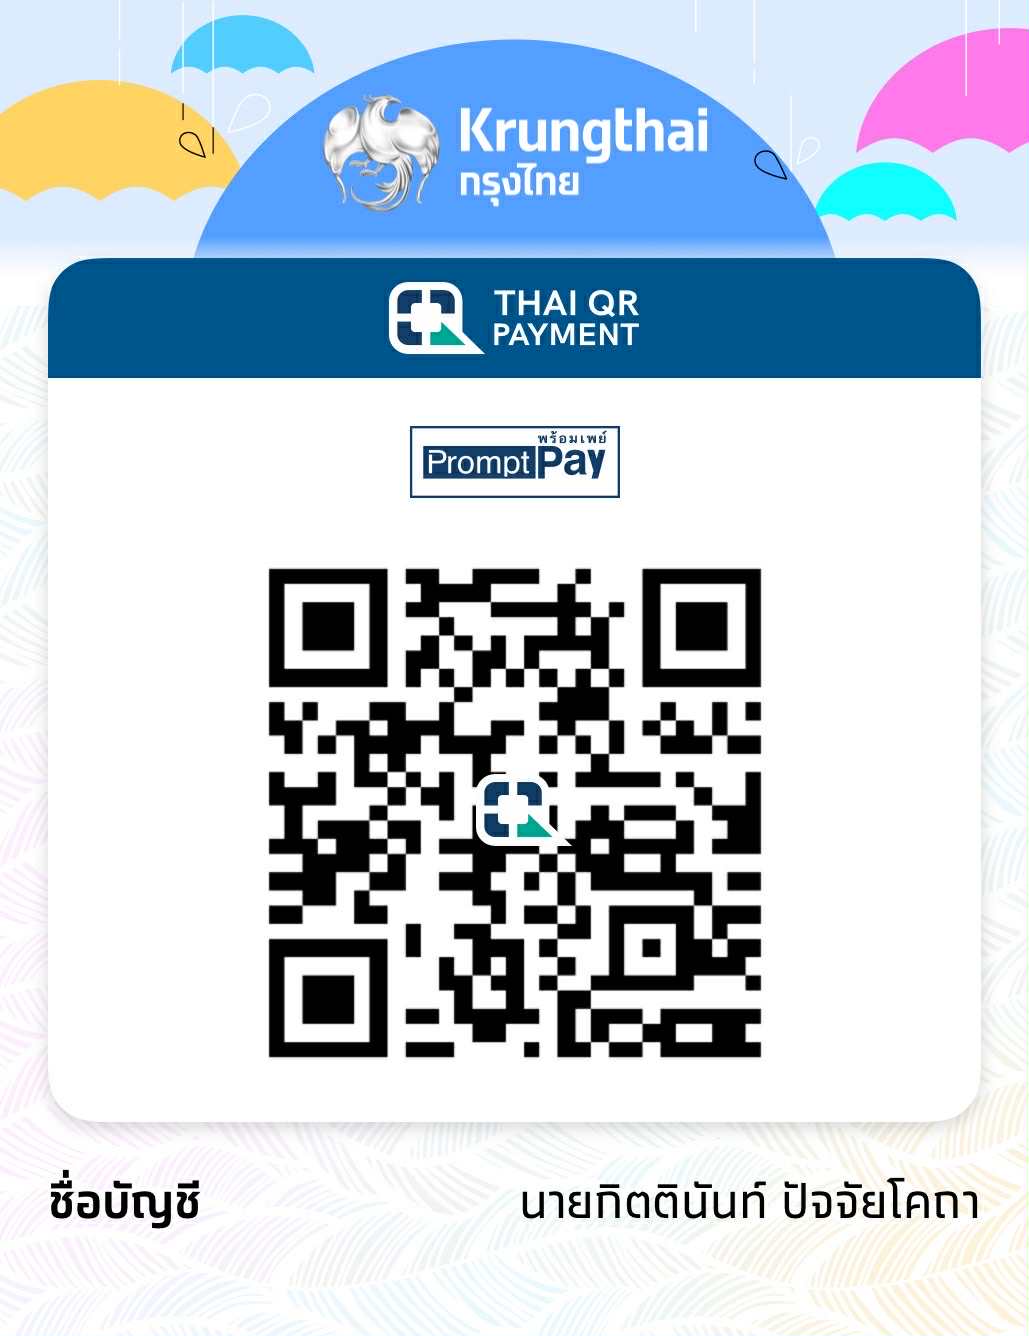 Krungthai
กรุงไทย
THAI QR
PAYMENT
พร้อมเพย์
PromptPay
ชื่อบัญชี นายกิตตินันท์ ปัจจัยโคถา